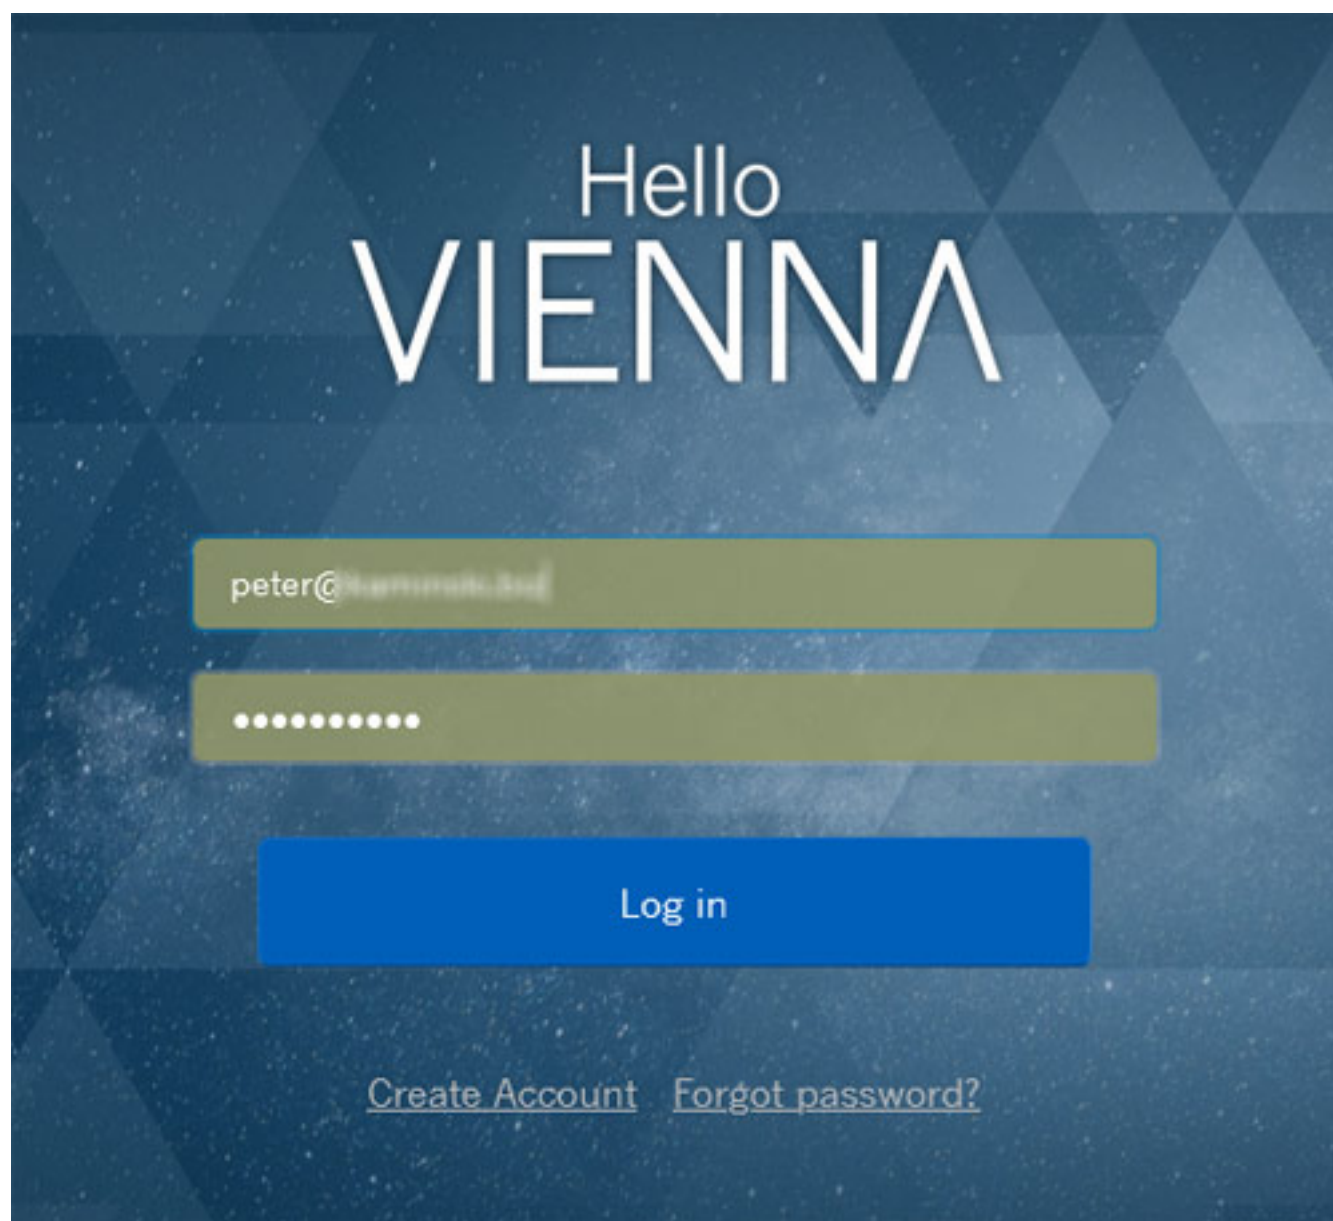 Hello
VIENNA
peter@
••••••••••
Log in
Create Account Forgot password?